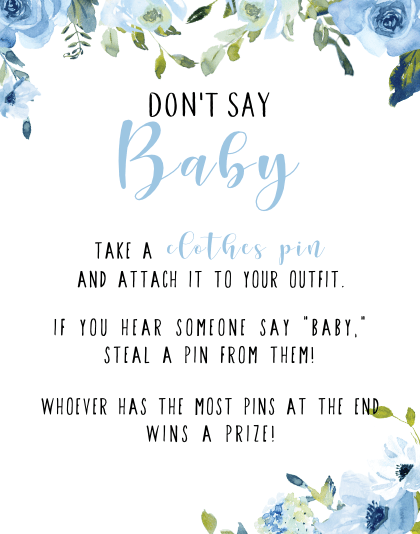 DON'T SAY
Baby
TAKE A clothes pin
AND ATTACH IT TO YOUR OUTFIT.
IF YOU HEAR SOMEONE SAY "BABY,"
STEAL A PIN FROM THEM!
WHOEVER HAS THE MOST PINS AT THE END
WINS A PRIZE!